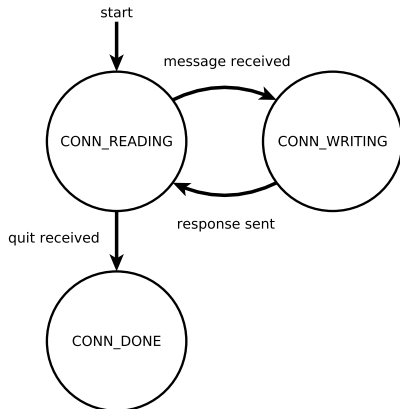 start
message received
CONN_READING
CONN_WRITING
response sent
quit received
CONN_DONE